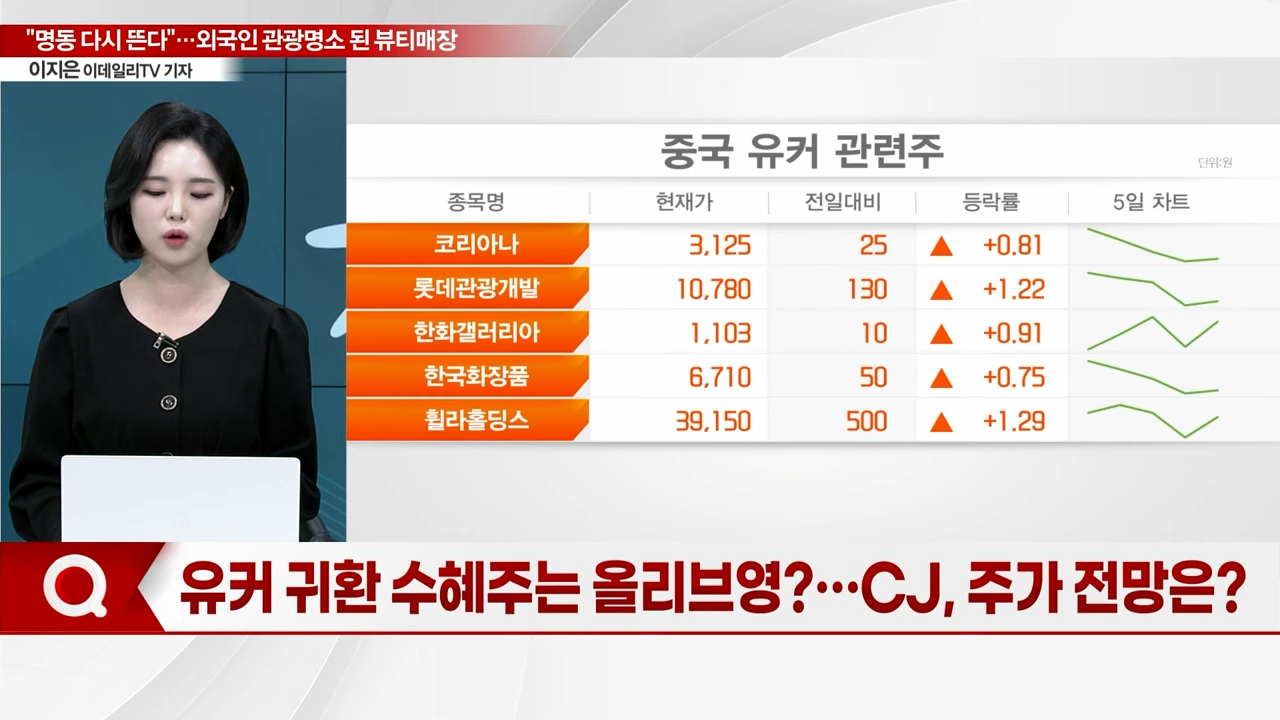 "명동 다시 뜬다"…외국인 관광명소 된 뷰티매장
이지은 이데일리TV 기자
중국 유커 관련주
단위:원
종목명 현재가 전일대비 등락률 5일 차트
코리아나 3,125 25 ▲ +0.81
롯데관광개발 10,780 130 ▲ +1.22
한화갤러리아 1,103 10 ▲ +0.91
한국화장품 6,710 50 ▲ +0.75
휠라홀딩스 39,150 500 ▲ +1.29
유커 귀환 수혜주는 올리브영?…CJ, 주가 전망은?